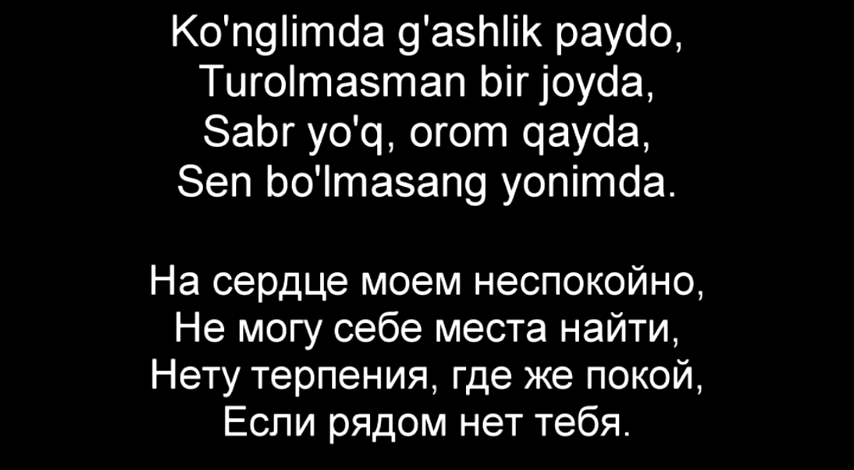 Ko'nglimda g'ashlik paydo,
Turolmasman bir joyda,
Sabr yo'q, orom qayda,
Sen bo'lmasang yonimda.
На сердце моем неспокойно,
Не могу себе места найти,
Нету терпения, где же покой,
Если рядом нет тебя.